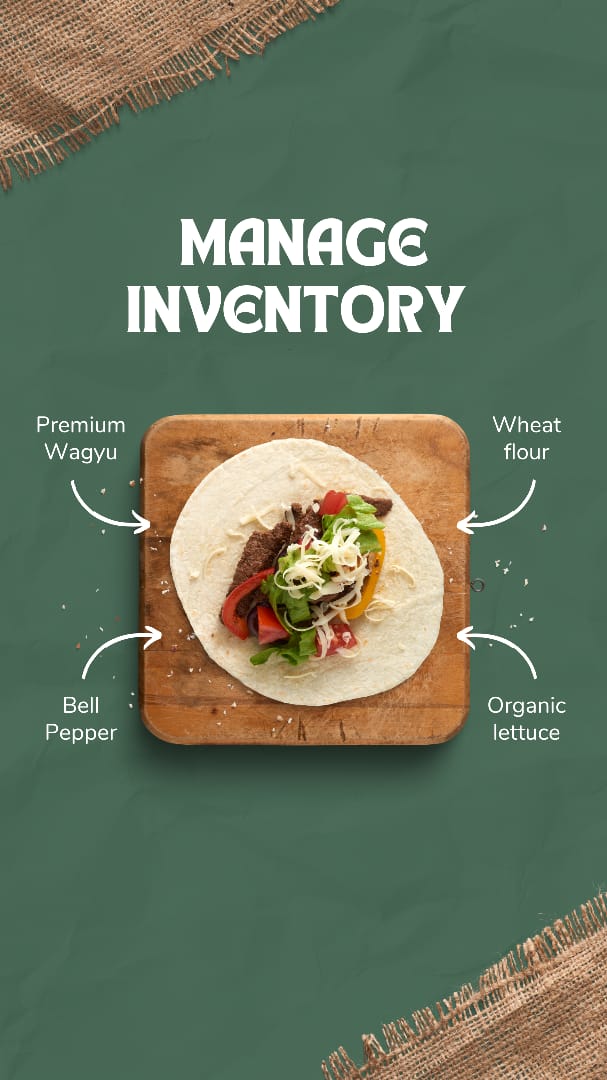 MANAGE
INVENTORY
Premium
Wagyu
Wheat
flour
Bell
Pepper
Organic
lettuce